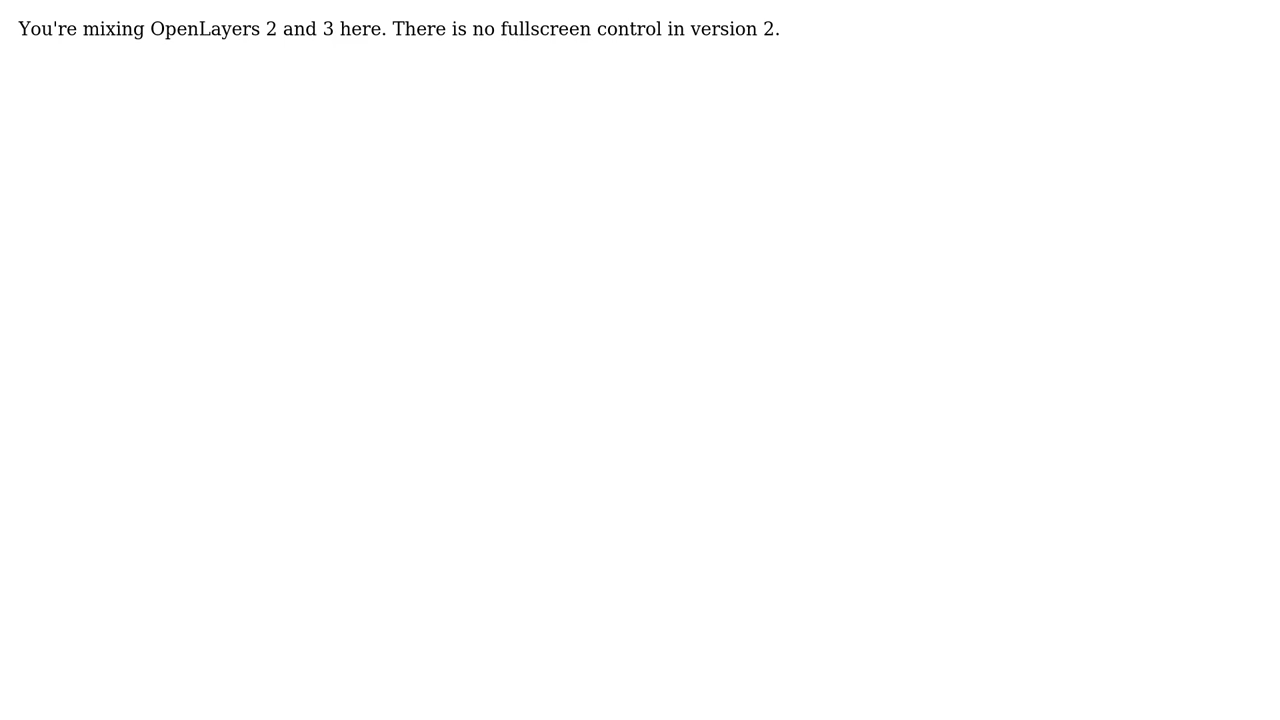 You're mixing OpenLayers 2 and 3 here. There is no fullscreen control in version 2.